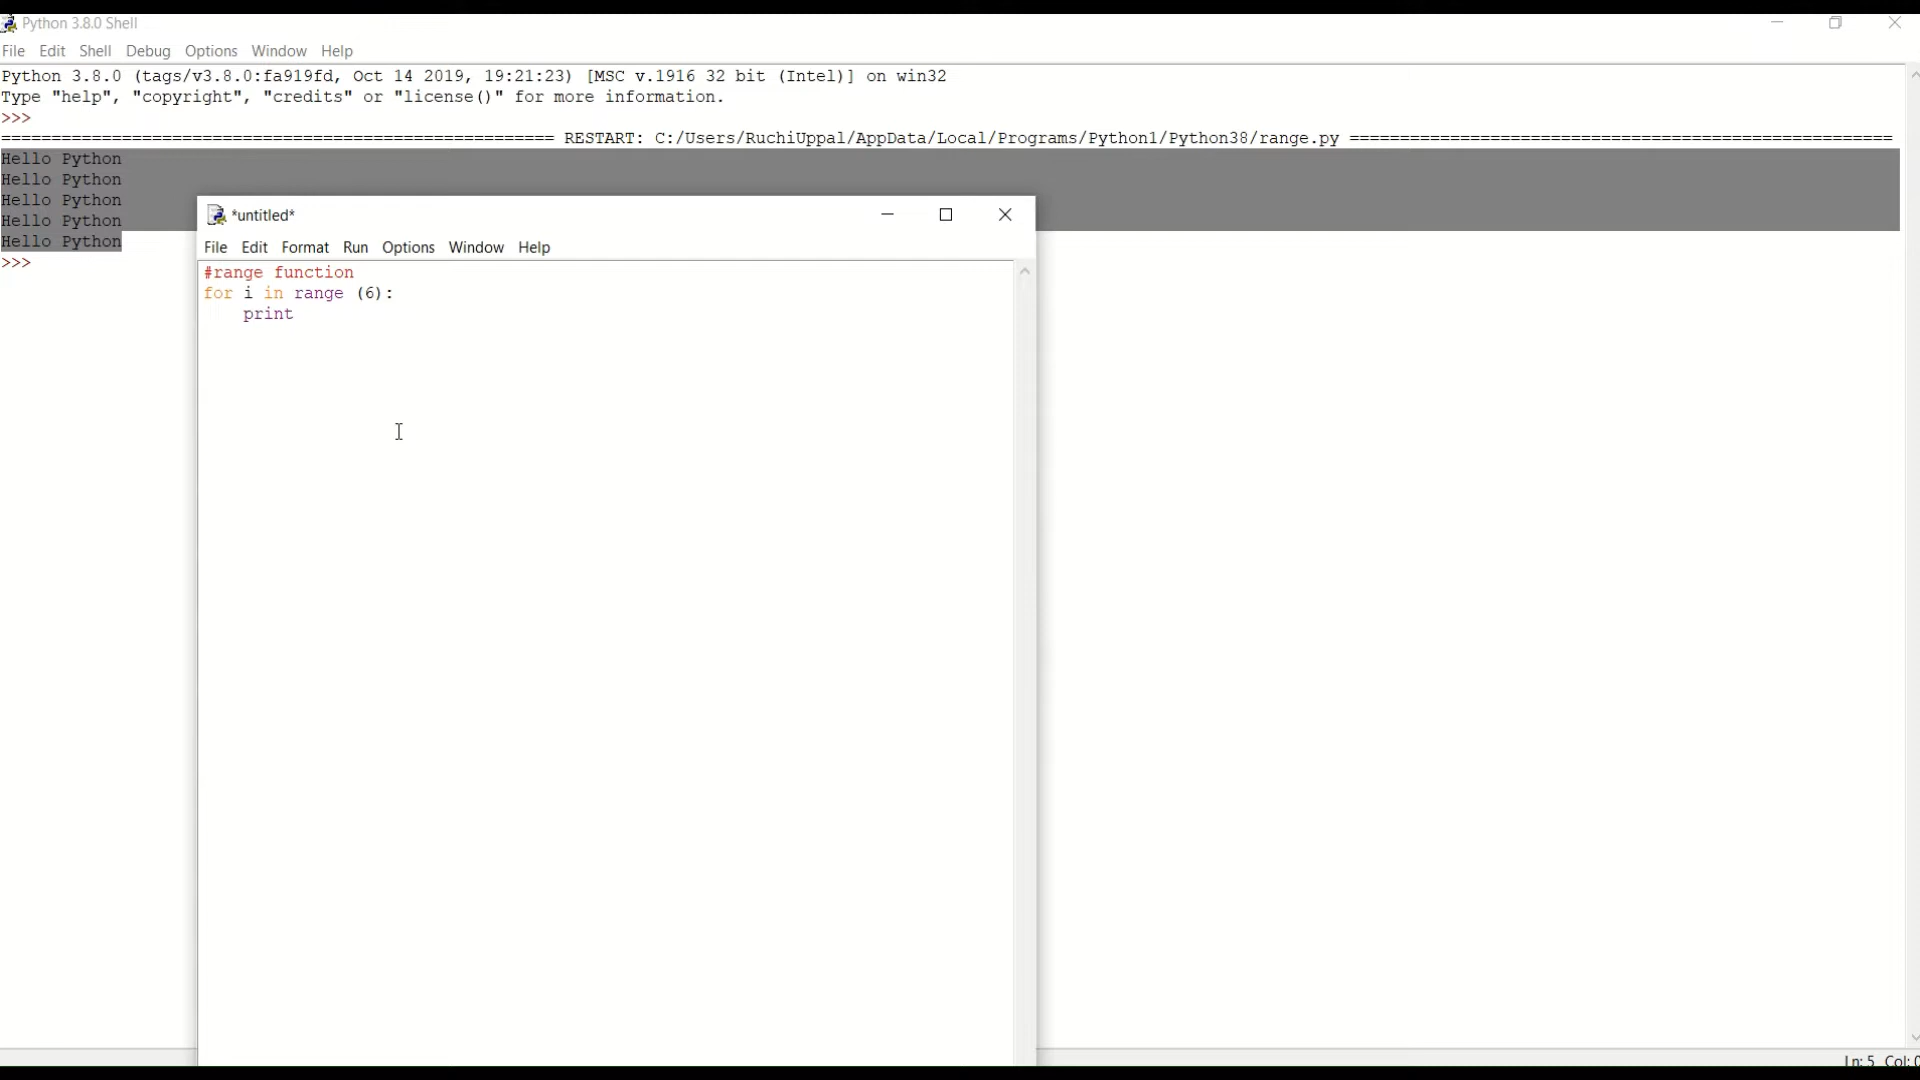 Python 3.8.0 Shell
File Edit Shell Debug Options Window Help
Python 3.8.0 (tags/v3.8.0:fa919fd, Oct 14 2019, 19:21:23) [MSC v.1916 32 bit (Intel)] on win32
Type "help", "copyright", "credits" or "license()" for more information.
>>>
======================================================= RESTART: C:/Users/RuchiUppal/AppData/Local/Programs/Python1/Python38/range.py ======================================================
Hello Python
Hello Python
Hello Python
Hello Python
Hello Python
>>>
*untitled*
File Edit Format Run Options Window Help
#range function
for i in range (6):
    print
Ln: 5 Col: 0